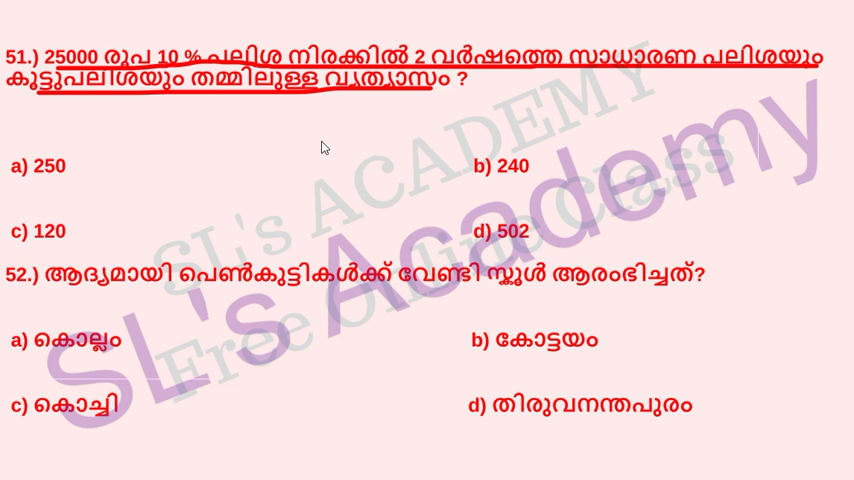 51.) 25000 രൂപ 10 % പലിശ നിരക്കിൽ 2 വർഷത്തെ സാധാരണ പലിശയും
കൂട്ടുപലിശയും തമ്മിലുള്ള വ്യത്യാസം ?
a) 250
b) 240
c) 120
d) 502
52.) ആദ്യമായി പെൺകുട്ടികൾക്ക് വേണ്ടി സ്കൂൾ ആരംഭിച്ചത്?
a) കൊല്ലം
b) കോട്ടയം
c) കൊച്ചി
d) തിരുവനന്തപുരം
SL's ACADEMY
Free Online Class
SL's Academy